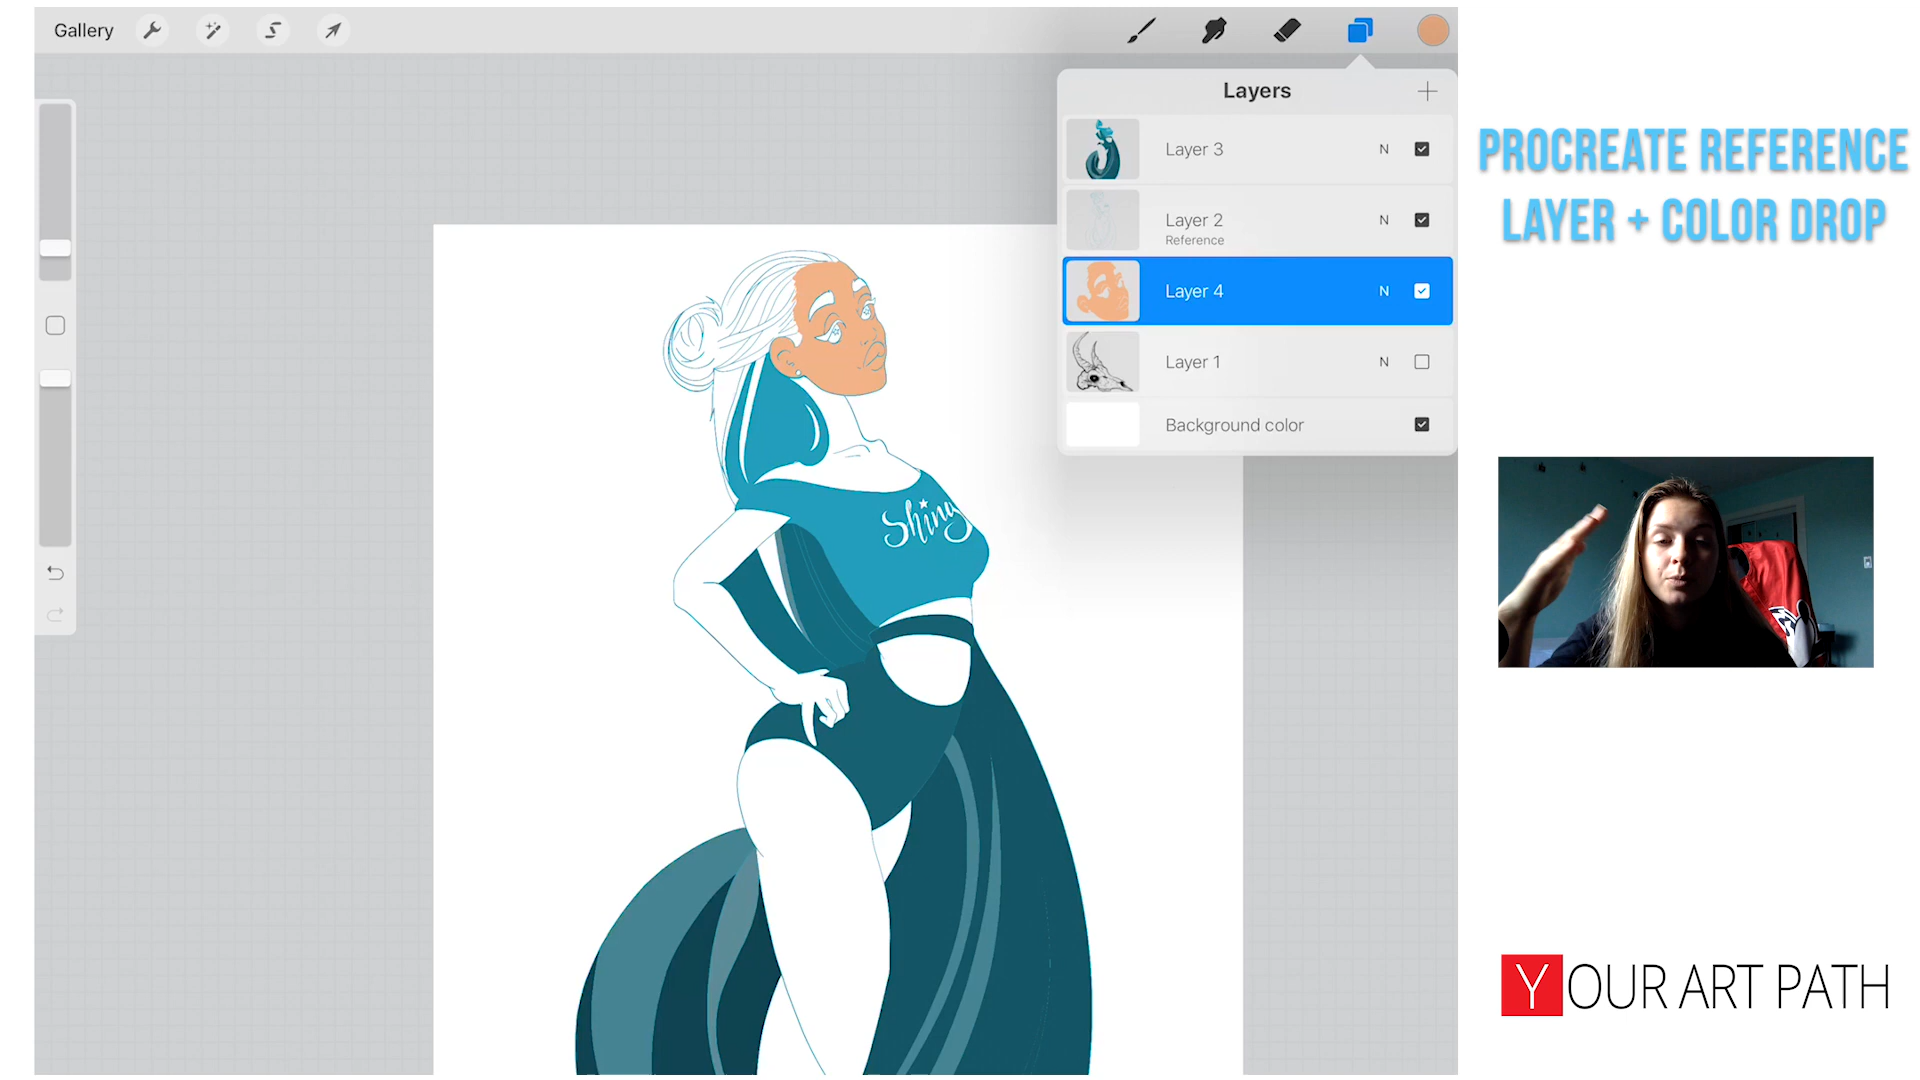 Gallery
Layers
Layer 3 N
Layer 2 N
Reference
Layer 4 N
Layer 1 N
Background color
PROCREATE REFERENCE
LAYER + COLOR DROP
Shing
YOUR ART PATH